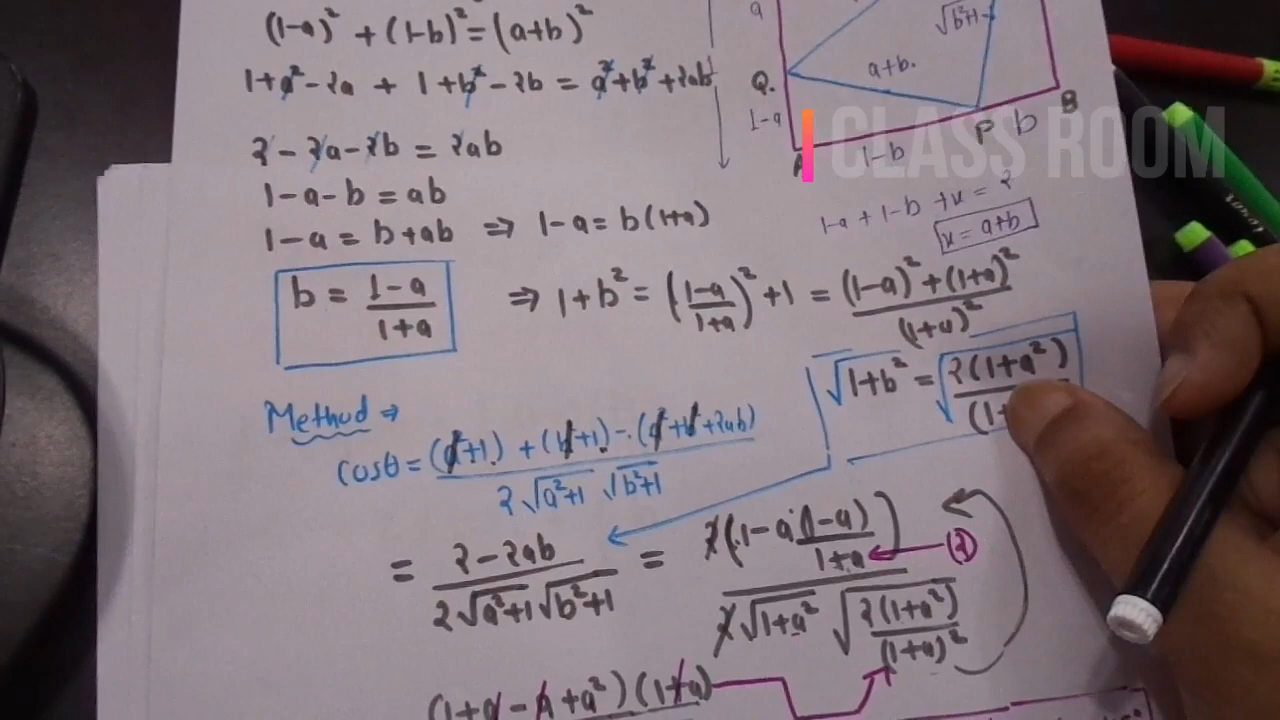 (1-a)² + (1-b)² = (a+b)²
1+a²-2a + 1+b²-2b = a²+b²+2ab
2-2a-2b = 2ab
1-a-b = ab
1-a = b+ab ⇒ 1-a = b(1+a)
b = (1-a)/(1+a) ⇒ 1+b² = ((1-a)/(1+a))² + 1 = ((1-a)²+(1+a)²)/(1+a)²
√1+b² = √2(1+a²)
Method ⇒
cosθ = ((a²+1) + (b²+1) - (a²+b²+2ab))/(2√a²+1 √b²+1)
= (2-2ab)/(2√a²+1 √b²+1) = 2(1-a(1-a)/(1+a))/(2√1+a² √2(1+a²)/(1+a)²)
(1+a-a+a²)(1+a)
a
√b²+1
a+b
Q
1-a
A
1-b
P
b
B
CLASS ROOM
1-a+1-b+x = 2
x = a+b